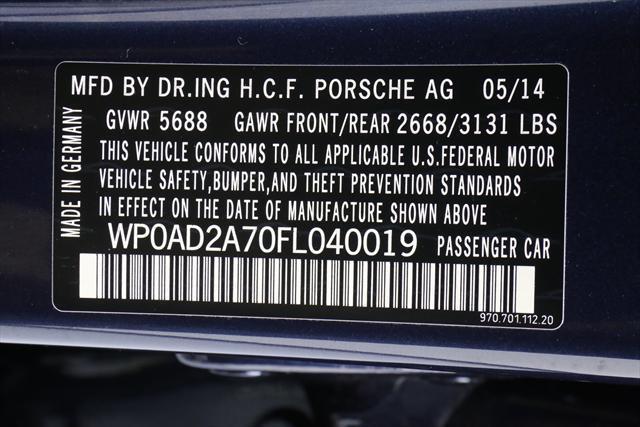 MFD BY DR.ING H.C.F. PORSCHE AG 05/14
GVWR 5688 GAWR FRONT/REAR 2668/3131 LBS
THIS VEHICLE CONFORMS TO ALL APPLICABLE U.S.FEDERAL MOTOR
VEHICLE SAFETY,BUMPER,AND THEFT PREVENTION STANDARDS
IN EFFECT ON THE DATE OF MANUFACTURE SHOWN ABOVE
WP0AD2A70FL040019 PASSENGER CAR
MADE IN GERMANY
970.701.112.20